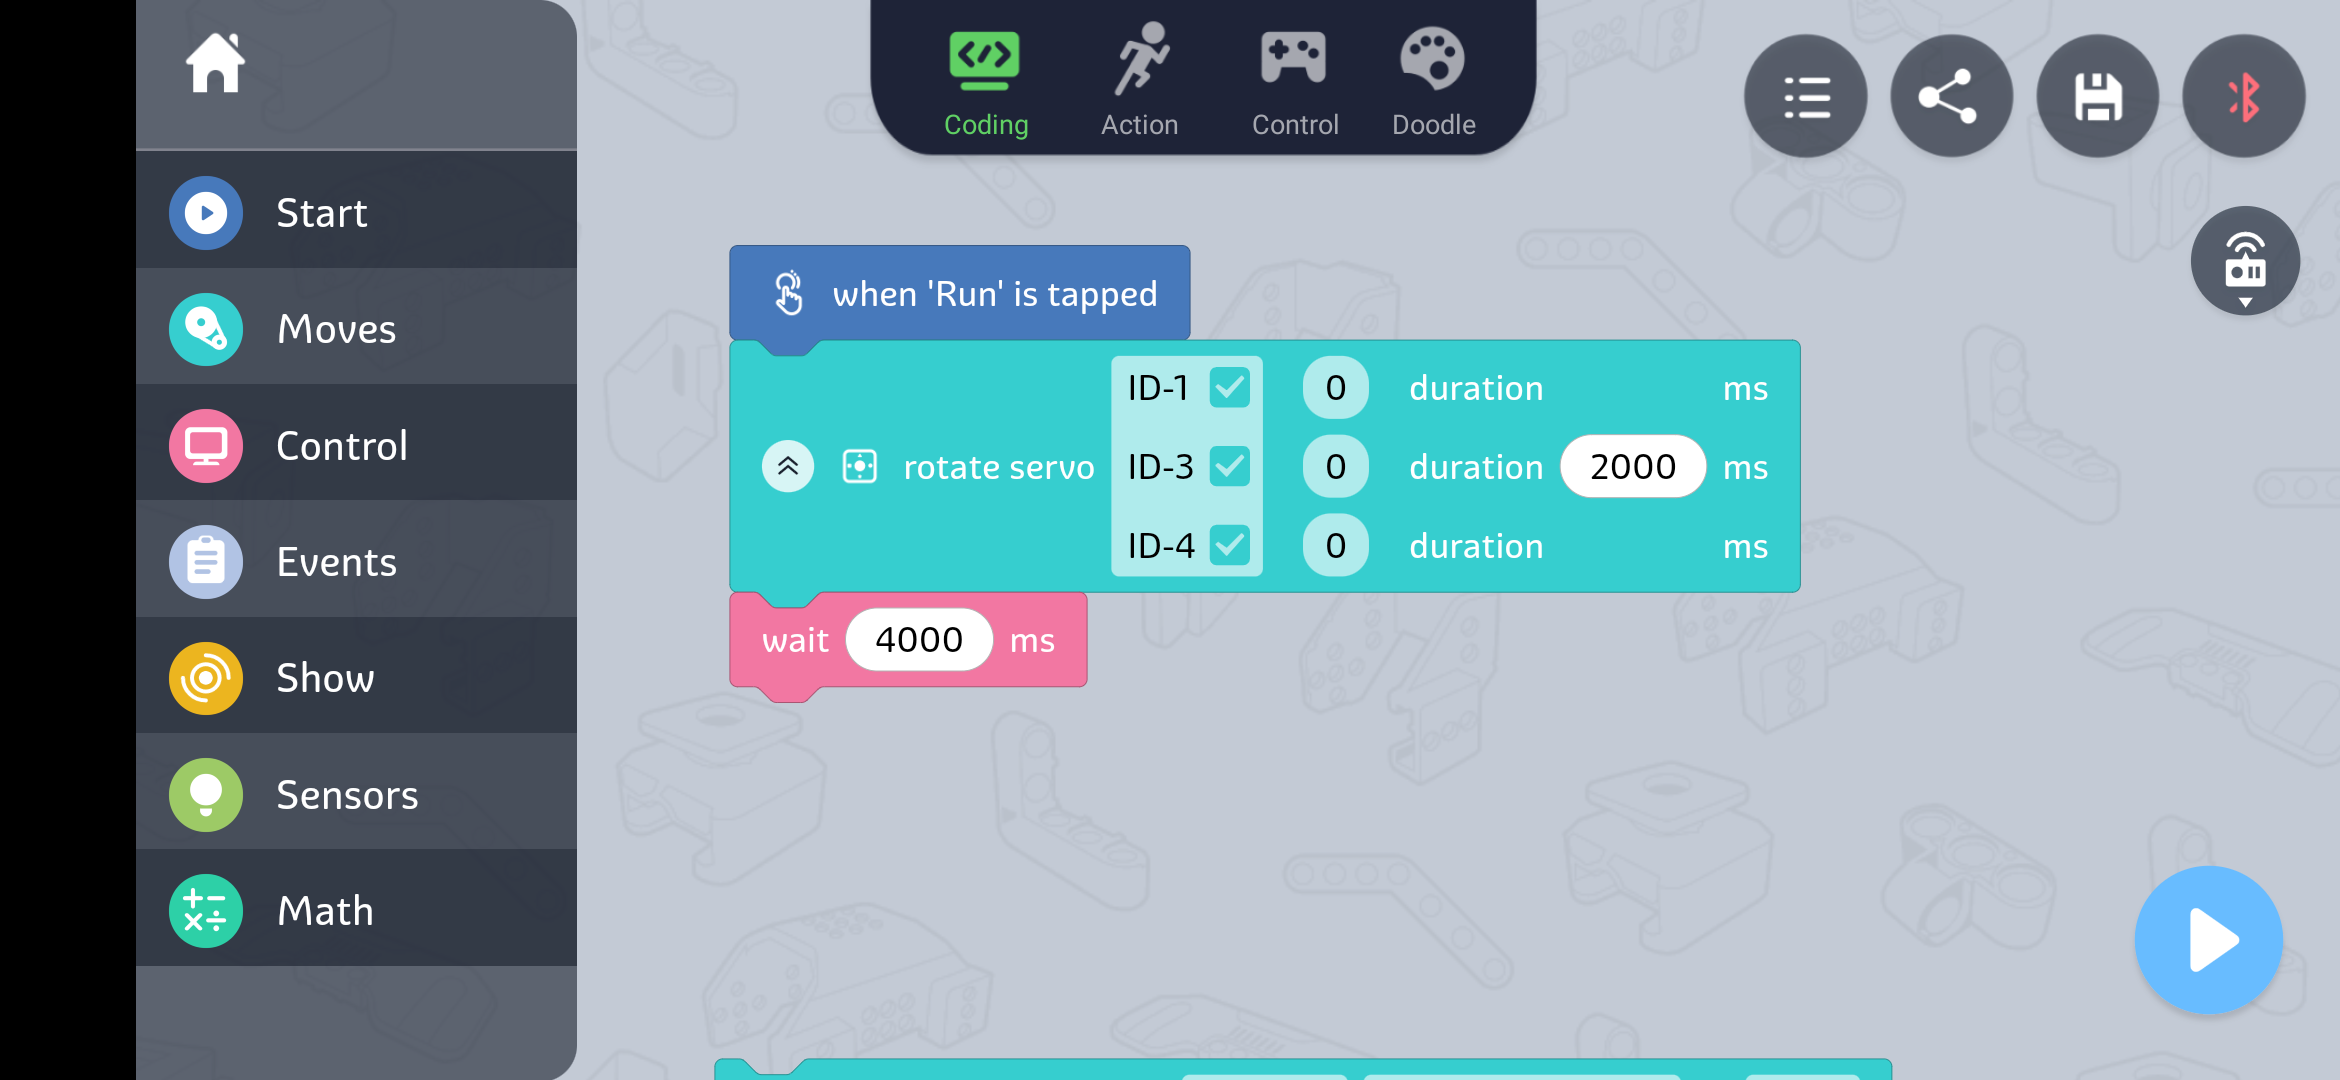 Coding
Action
Control
Doodle
Start
Moves
Control
Events
Show
Sensors
Math
when 'Run' is tapped
rotate servo
ID-1 0 duration ms
ID-3 0 duration 2000 ms
ID-4 0 duration ms
wait 4000 ms